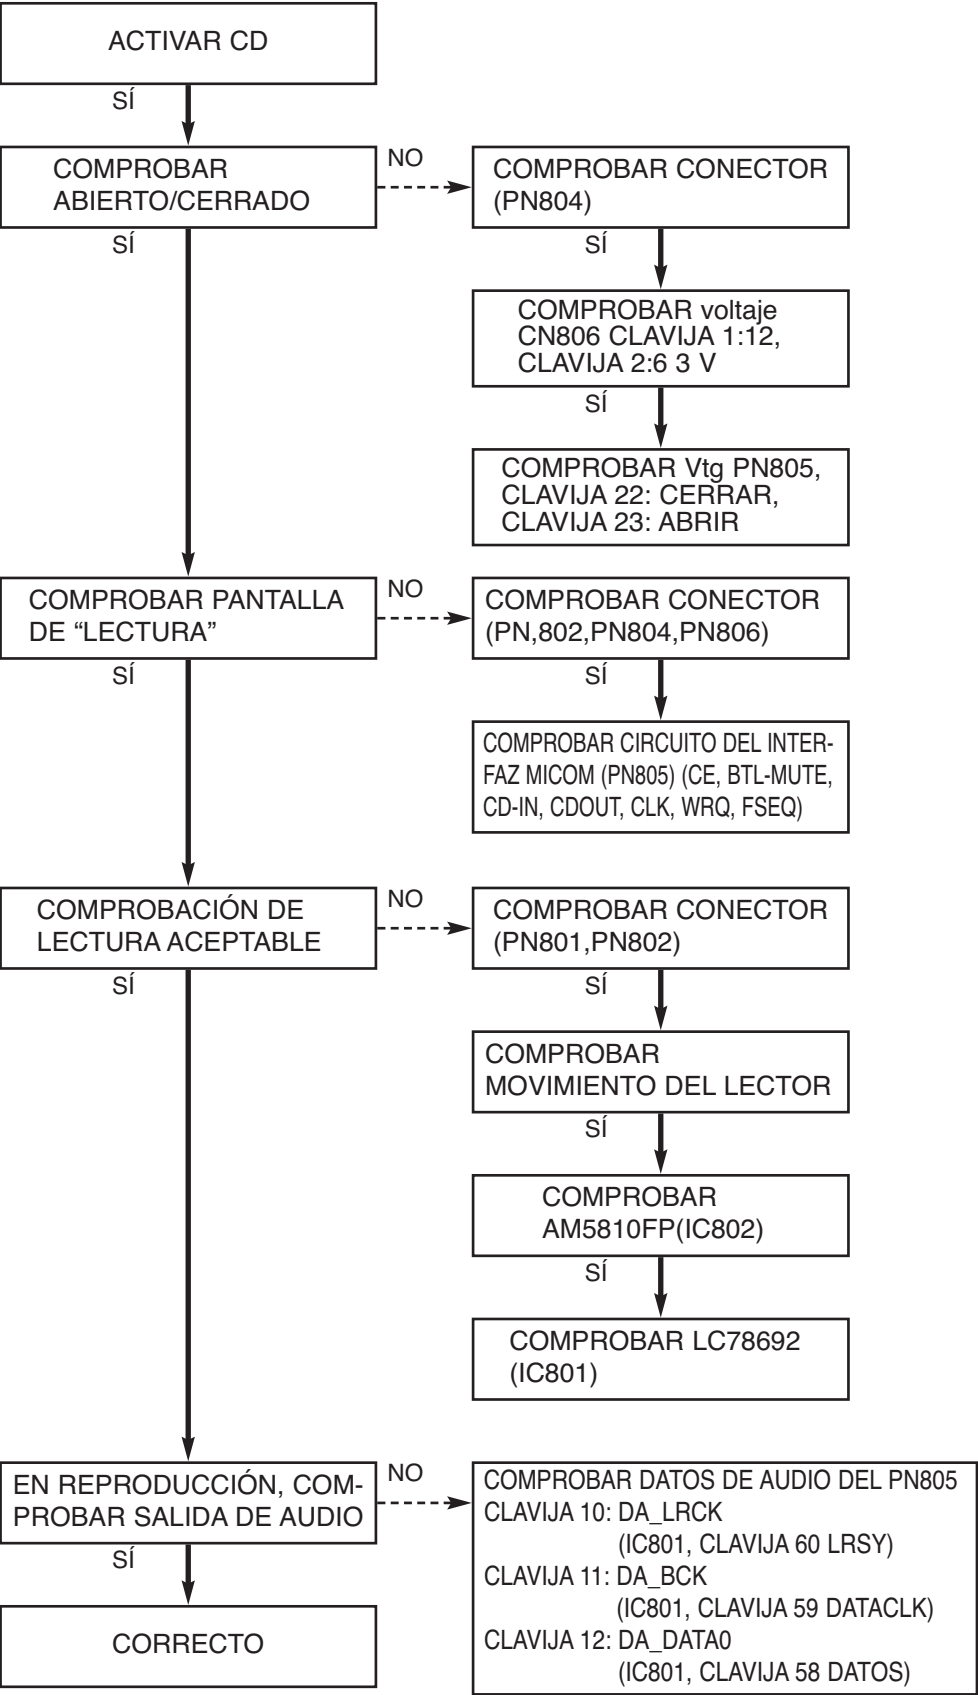 ACTIVAR CD
SÍ
COMPROBAR
ABIERTO/CERRADO
NO
COMPROBAR CONECTOR
(PN804)
SÍ
SÍ
COMPROBAR voltaje
CN806 CLAVIJA 1:12,
CLAVIJA 2:6 3 V
SÍ
COMPROBAR Vtg PN805,
CLAVIJA 22: CERRAR,
CLAVIJA 23: ABRIR
COMPROBAR PANTALLA
DE “LECTURA”
NO
COMPROBAR CONECTOR
(PN,802,PN804,PN806)
SÍ
SÍ
COMPROBAR CIRCUITO DEL INTER-
FAZ MICOM (PN805) (CE, BTL-MUTE,
CD-IN, CDOUT, CLK, WRQ, FSEQ)
COMPROBACIÓN DE
LECTURA ACEPTABLE
NO
COMPROBAR CONECTOR
(PN801,PN802)
SÍ
SÍ
COMPROBAR
MOVIMIENTO DEL LECTOR
SÍ
COMPROBAR
AM5810FP(IC802)
SÍ
COMPROBAR LC78692
(IC801)
EN REPRODUCCIÓN, COM-
PROBAR SALIDA DE AUDIO
NO
COMPROBAR DATOS DE AUDIO DEL PN805
CLAVIJA 10: DA_LRCK
(IC801, CLAVIJA 60 LRSY)
CLAVIJA 11: DA_BCK
(IC801, CLAVIJA 59 DATACLK)
CLAVIJA 12: DA_DATA0
(IC801, CLAVIJA 58 DATOS)
SÍ
CORRECTO